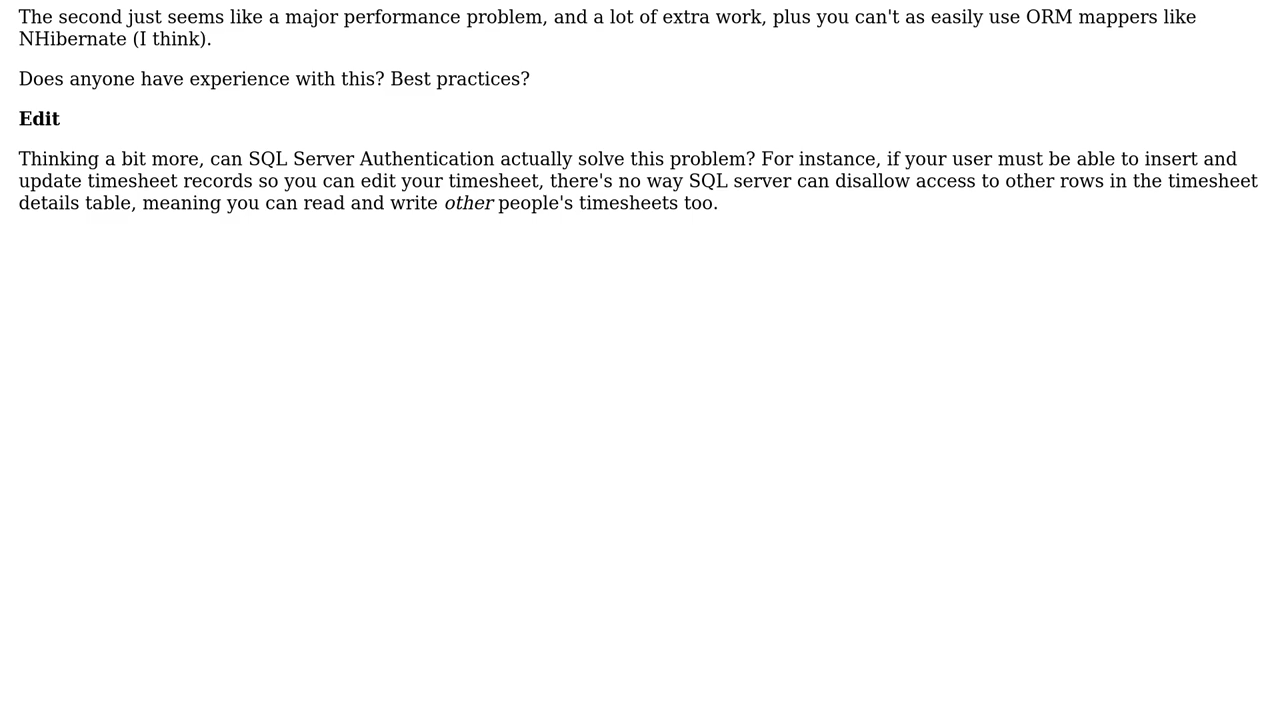 The second just seems like a major performance problem, and a lot of extra work, plus you can't as easily use ORM mappers like
NHibernate (I think).
Does anyone have experience with this? Best practices?
Edit
Thinking a bit more, can SQL Server Authentication actually solve this problem? For instance, if your user must be able to insert and
update timesheet records so you can edit your timesheet, there's no way SQL server can disallow access to other rows in the timesheet
details table, meaning you can read and write other people's timesheets too.